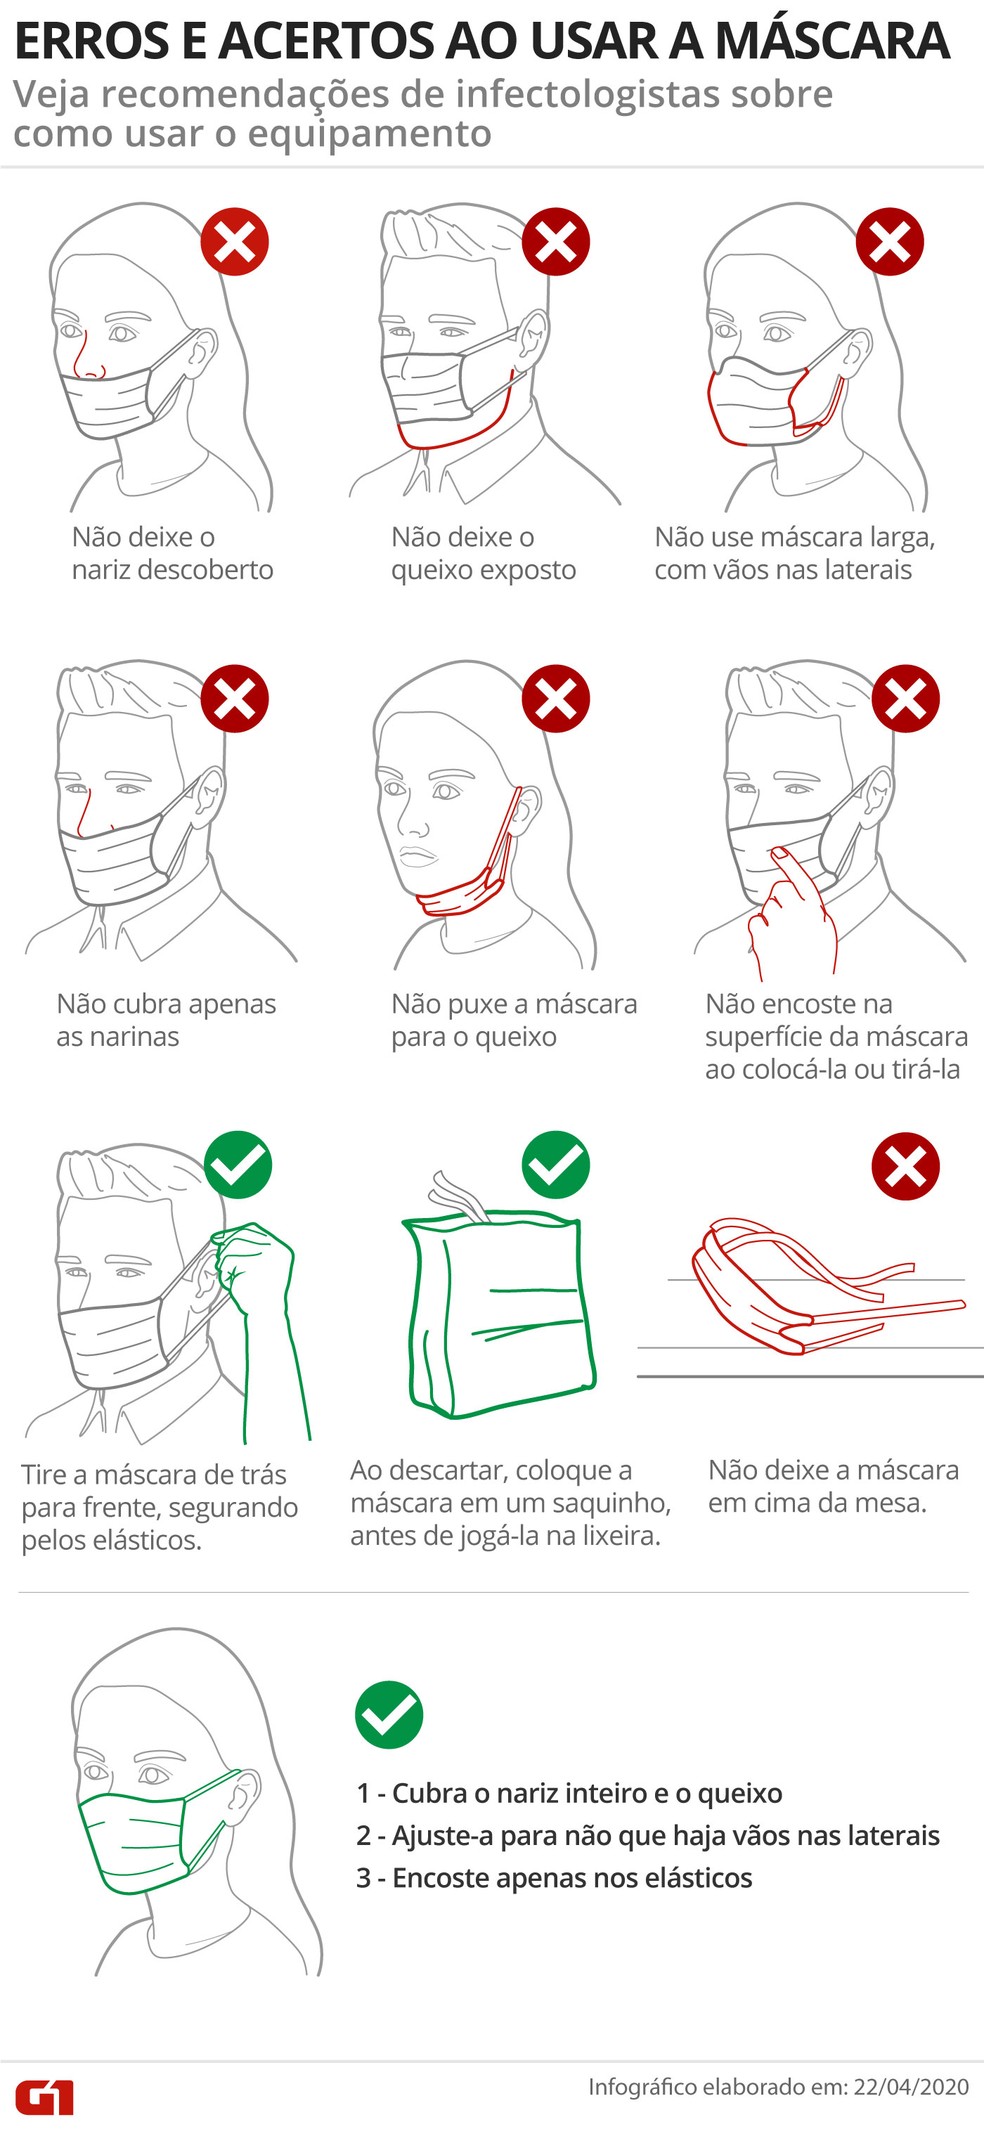 ERROS E ACERTOS AO USAR A MÁSCARA
Veja recomendações de infectologistas sobre
como usar o equipamento
Não deixe o
nariz descoberto
Não deixe o
queixo exposto
Não use máscara larga,
com vãos nas laterais
Não cubra apenas
as narinas
Não puxe a máscara
para o queixo
Não encoste na
superfície da máscara
ao colocá-la ou tirá-la
Tire a máscara de trás
para frente, segurando
pelos elásticos.
Ao descartar, coloque a
máscara em um saquinho,
antes de jogá-la na lixeira.
Não deixe a máscara
em cima da mesa.
1 - Cubra o nariz inteiro e o queixo
2 - Ajuste-a para não que haja vãos nas laterais
3 - Encoste apenas nos elásticos
G1
Infográfico elaborado em: 22/04/2020